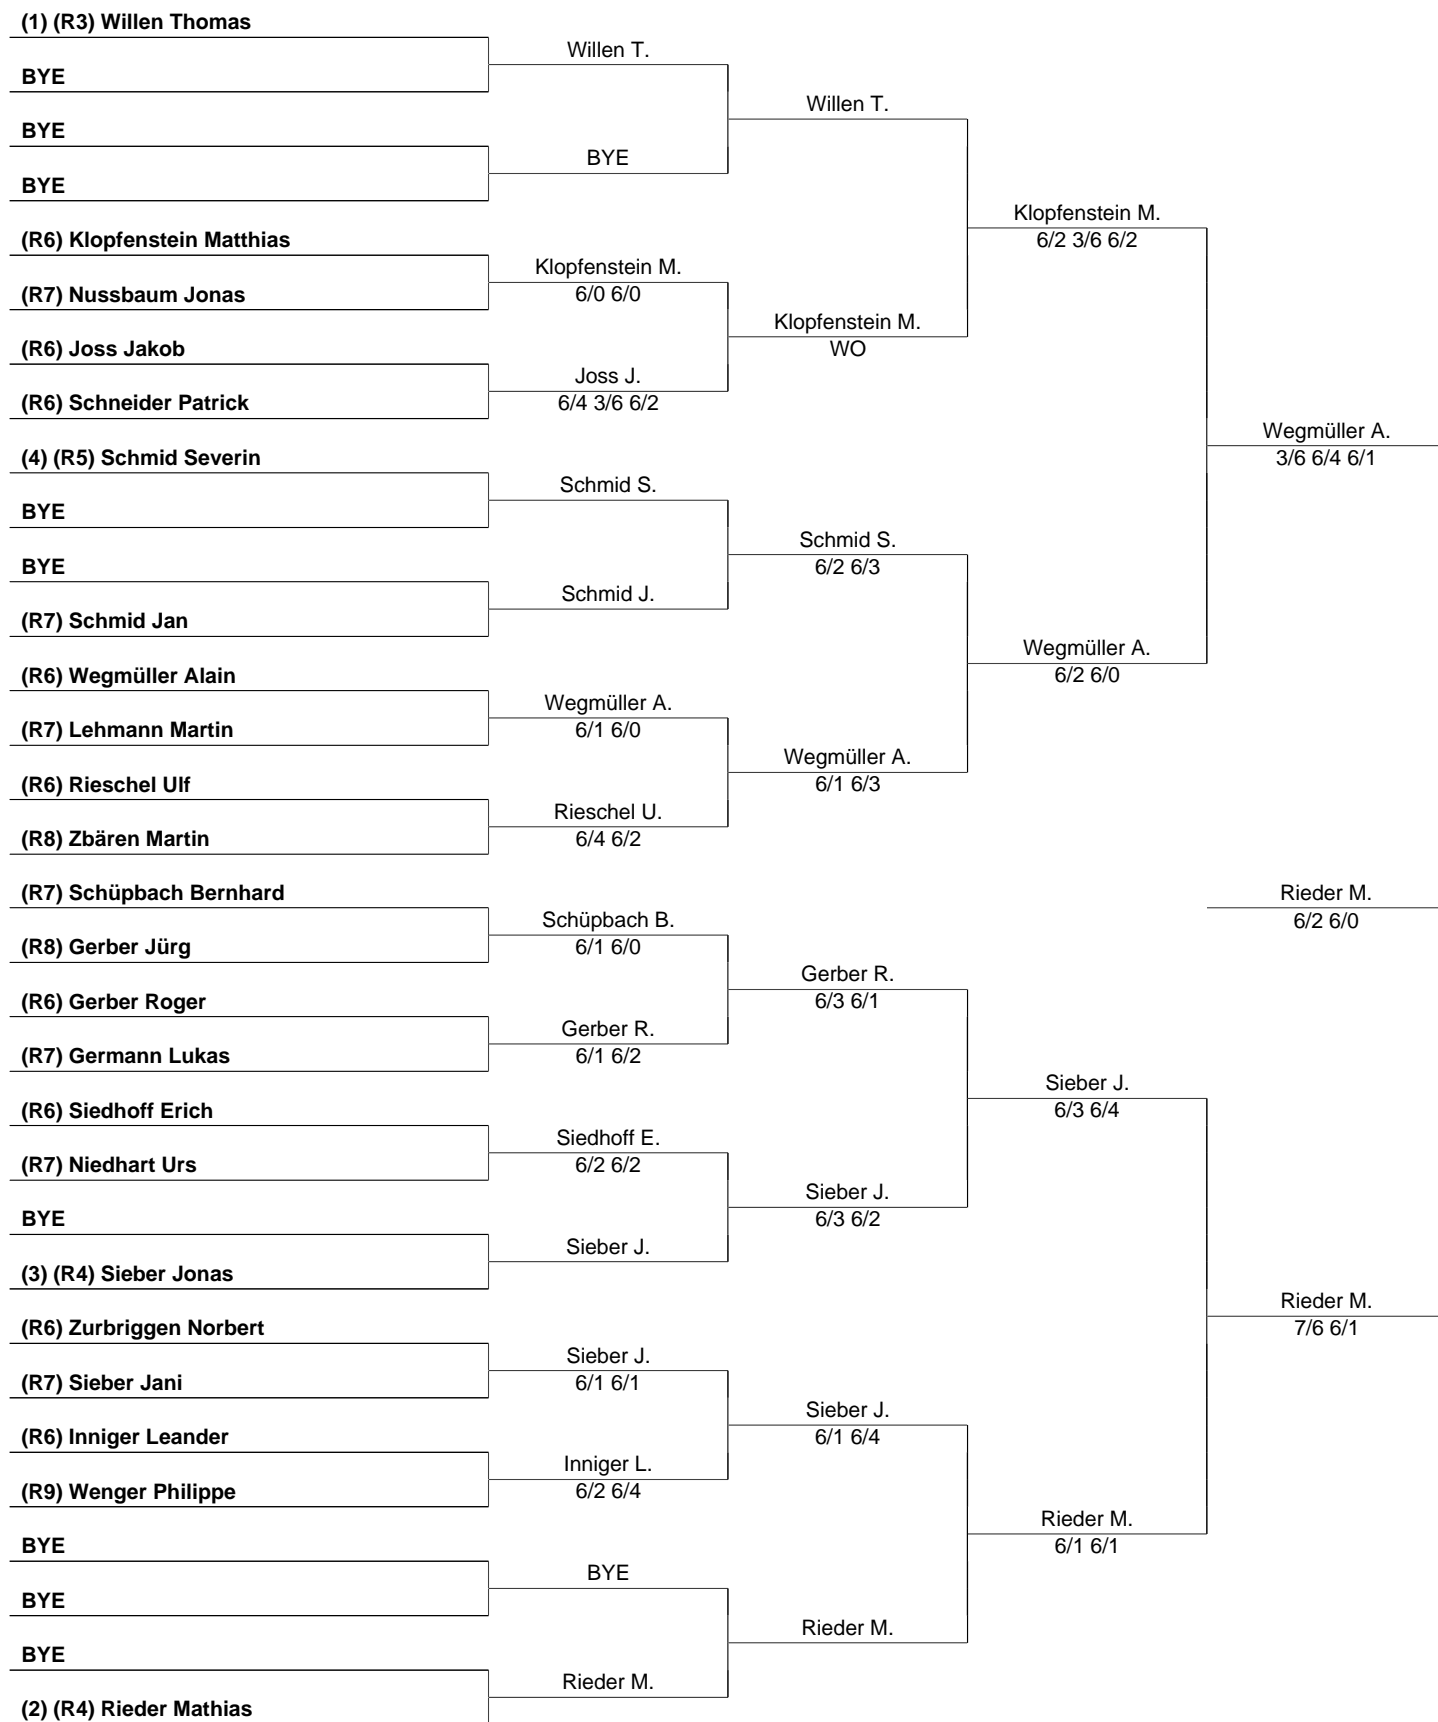 (1) (R3) Willen Thomas
Willen T.
BYE
Willen T.
BYE
BYE
BYE
Klopfenstein M.
6/2 3/6 6/2
(R6) Klopfenstein Matthias
Klopfenstein M.
6/0 6/0
(R7) Nussbaum Jonas
Klopfenstein M.
WO
(R6) Joss Jakob
Joss J.
6/4 3/6 6/2
(R6) Schneider Patrick
Wegmüller A.
3/6 6/4 6/1
(4) (R5) Schmid Severin
Schmid S.
BYE
Schmid S.
6/2 6/3
BYE
Schmid J.
(R7) Schmid Jan
Wegmüller A.
6/2 6/0
(R6) Wegmüller Alain
Wegmüller A.
6/1 6/0
(R7) Lehmann Martin
Wegmüller A.
6/1 6/3
(R6) Rieschel Ulf
Rieschel U.
6/4 6/2
(R8) Zbären Martin
(R7) Schüpbach Bernhard
Rieder M.
6/2 6/0
Schüpbach B.
6/1 6/0
(R8) Gerber Jürg
Gerber R.
6/3 6/1
(R6) Gerber Roger
Gerber R.
6/1 6/2
(R7) Germann Lukas
Sieber J.
6/3 6/4
(R6) Siedhoff Erich
Siedhoff E.
6/2 6/2
(R7) Niedhart Urs
Sieber J.
6/3 6/2
BYE
Sieber J.
(3) (R4) Sieber Jonas
Rieder M.
7/6 6/1
(R6) Zurbriggen Norbert
Sieber J.
6/1 6/1
(R7) Sieber Jani
Sieber J.
6/1 6/4
(R6) Inniger Leander
Inniger L.
6/2 6/4
(R9) Wenger Philippe
Rieder M.
6/1 6/1
BYE
BYE
BYE
Rieder M.
BYE
Rieder M.
(2) (R4) Rieder Mathias